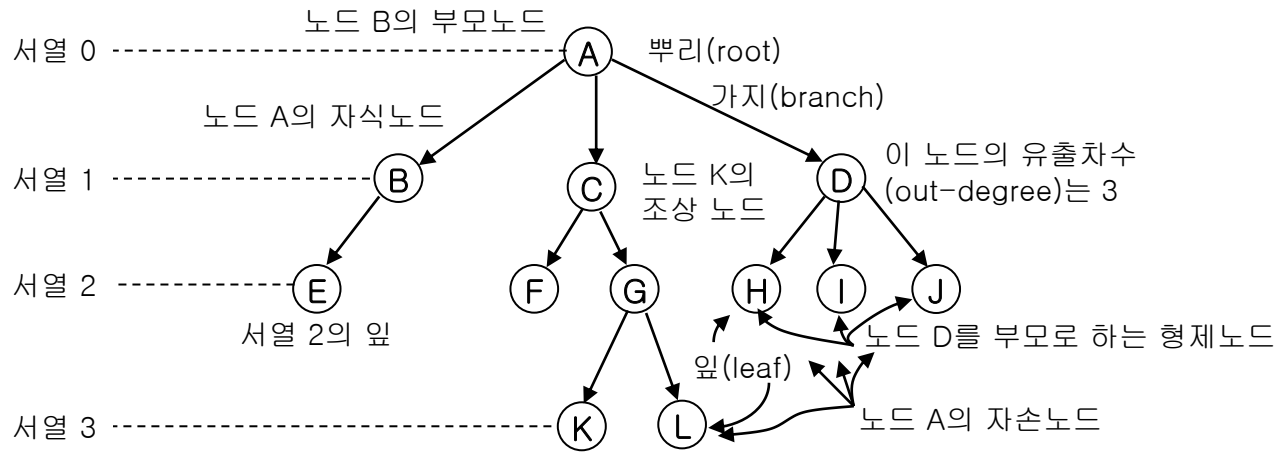 노드 B의 부모노드
서열 0
A
뿌리(root)
가지(branch)
노드 A의 자식노드
서열 1
B
C
노드 K의
조상 노드
D
이 노드의 유출차수
(out-degree)는 3
서열 2
E
F
G
H
I
J
서열 2의 잎
노드 D를 부모로 하는 형제노드
잎(leaf)
노드 A의 자손노드
서열 3
K
L